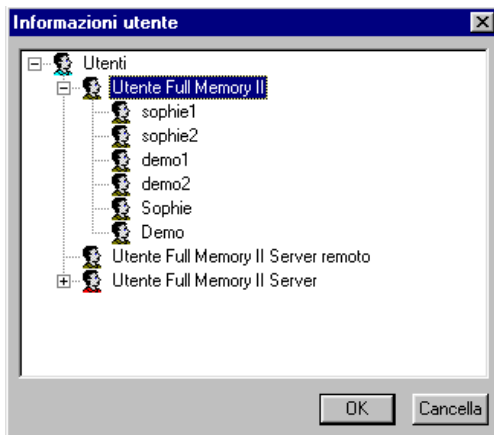 Informazioni utente
Utenti
Utente Full Memory II
sophie1
sophie2
demo1
demo2
Sophie
Demo
Utente Full Memory II Server remoto
Utente Full Memory II Server
OK Cancella